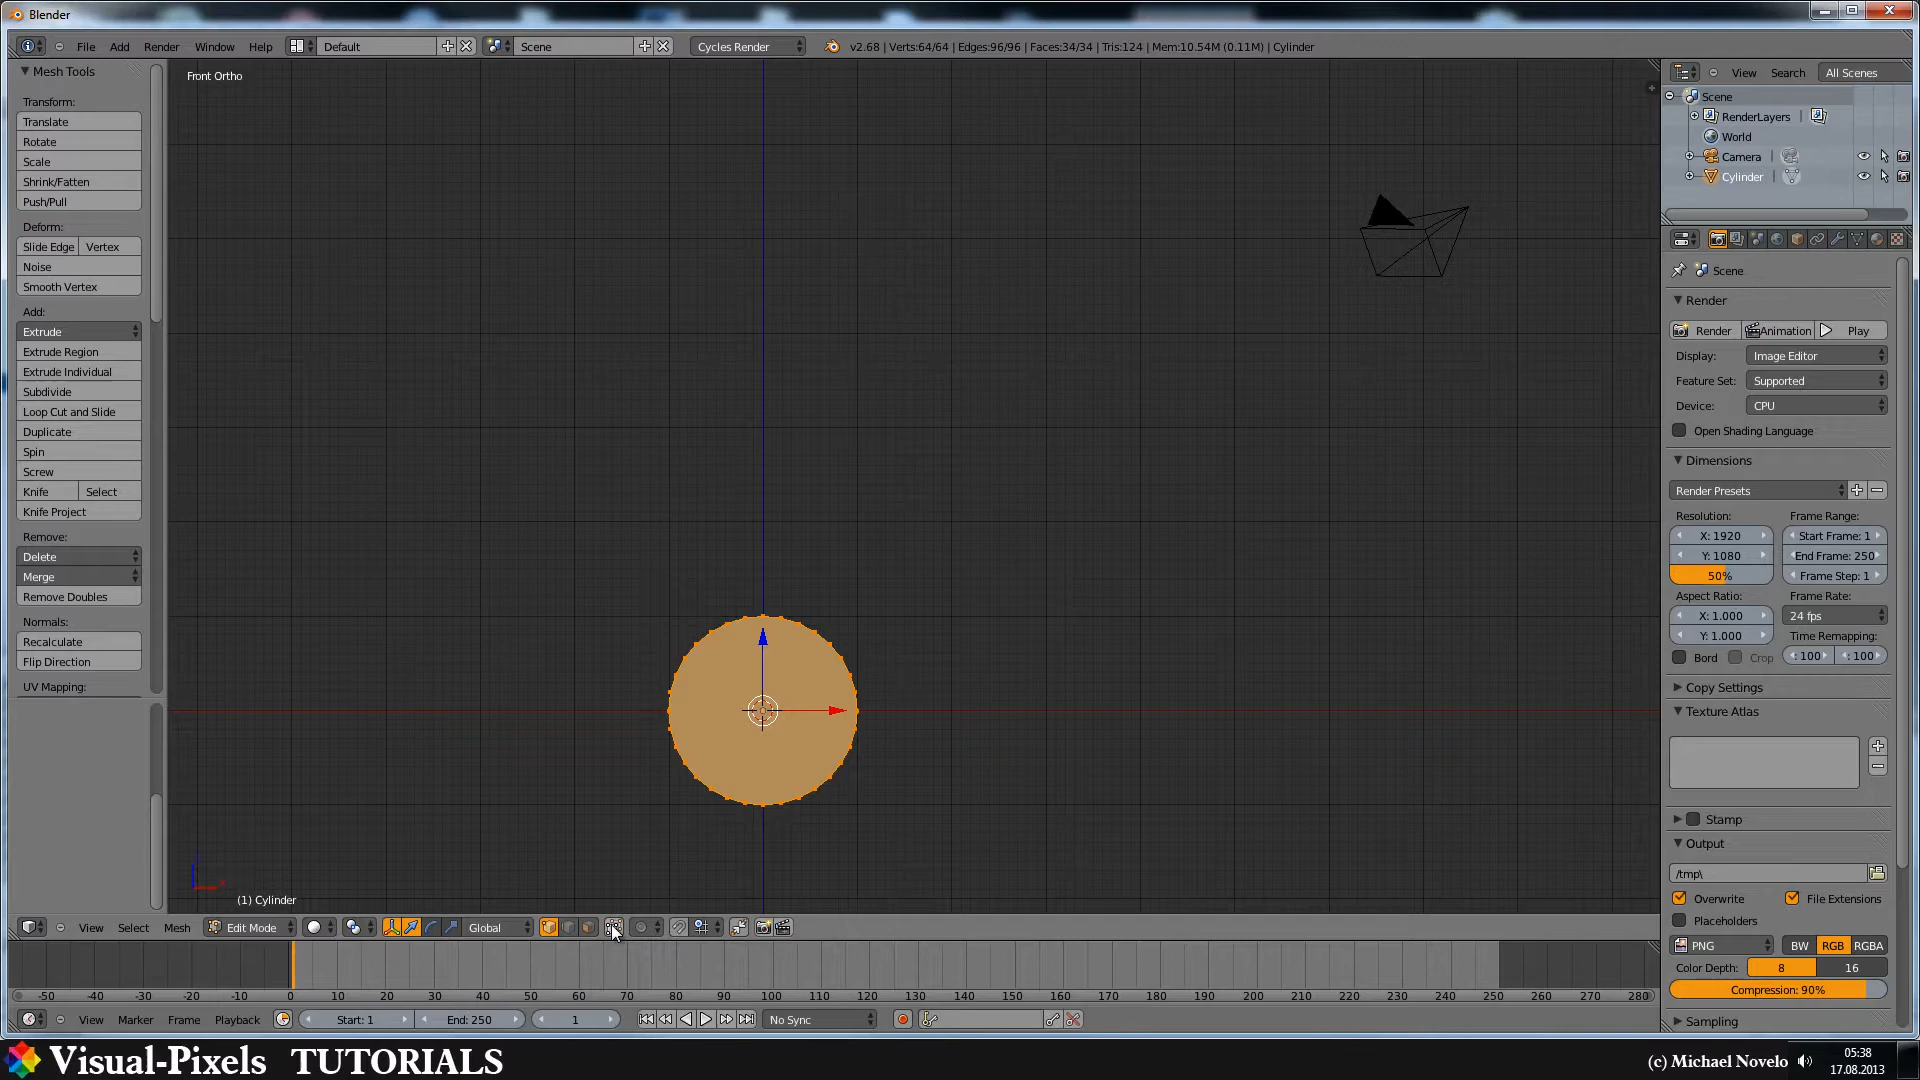 Blender
File Add Render Window Help Default Scene Cycles Render v2.68 | Verts:64/64 | Edges:96/96 | Faces:34/34 | Tris:124 | Mem:10.54M (0.11M) | Cylinder
Mesh Tools
Transform:
Translate
Rotate
Scale
Shrink/Fatten
Push/Pull
Deform:
Slide Edge Vertex
Noise
Smooth Vertex
Add:
Extrude
Extrude Region
Extrude Individual
Subdivide
Loop Cut and Slide
Duplicate
Spin
Screw
Knife Select
Knife Project
Remove:
Delete
Merge
Remove Doubles
Normals:
Recalculate
Flip Direction
UV Mapping:
Front Ortho
(1) Cylinder
View Search All Scenes
Scene
RenderLayers
World
Camera
Cylinder
Scene
Render
Render Animation Play
Display: Image Editor
Feature Set: Supported
Device: CPU
Open Shading Language
Dimensions
Render Presets
Resolution: Frame Range:
X: 1920 Start Frame: 1
Y: 1080 End Frame: 250
50% Frame Step: 1
Aspect Ratio: Frame Rate:
X: 1.000 24 fps
Y: 1.000 Time Remapping:
Bord Crop : 100 : 100
Copy Settings
Texture Atlas
Stamp
Output
/tmp\
Overwrite File Extensions
Placeholders
PNG BW RGB RGBA
Color Depth: 8 16
Compression: 90%
Sampling
View Select Mesh Edit Mode Global
-50 -40 -30 -20 -10 0 10 20 30 40 50 60 70 80 90 100 110 120 130 140 150 160 170 180 190 200 210 220 230 240 250 260 270 280
View Marker Frame Playback Start: 1 End: 250 1 No Sync
Visual-Pixels TUTORIALS
(c) Michael Novelo
05:38
17.08.2013